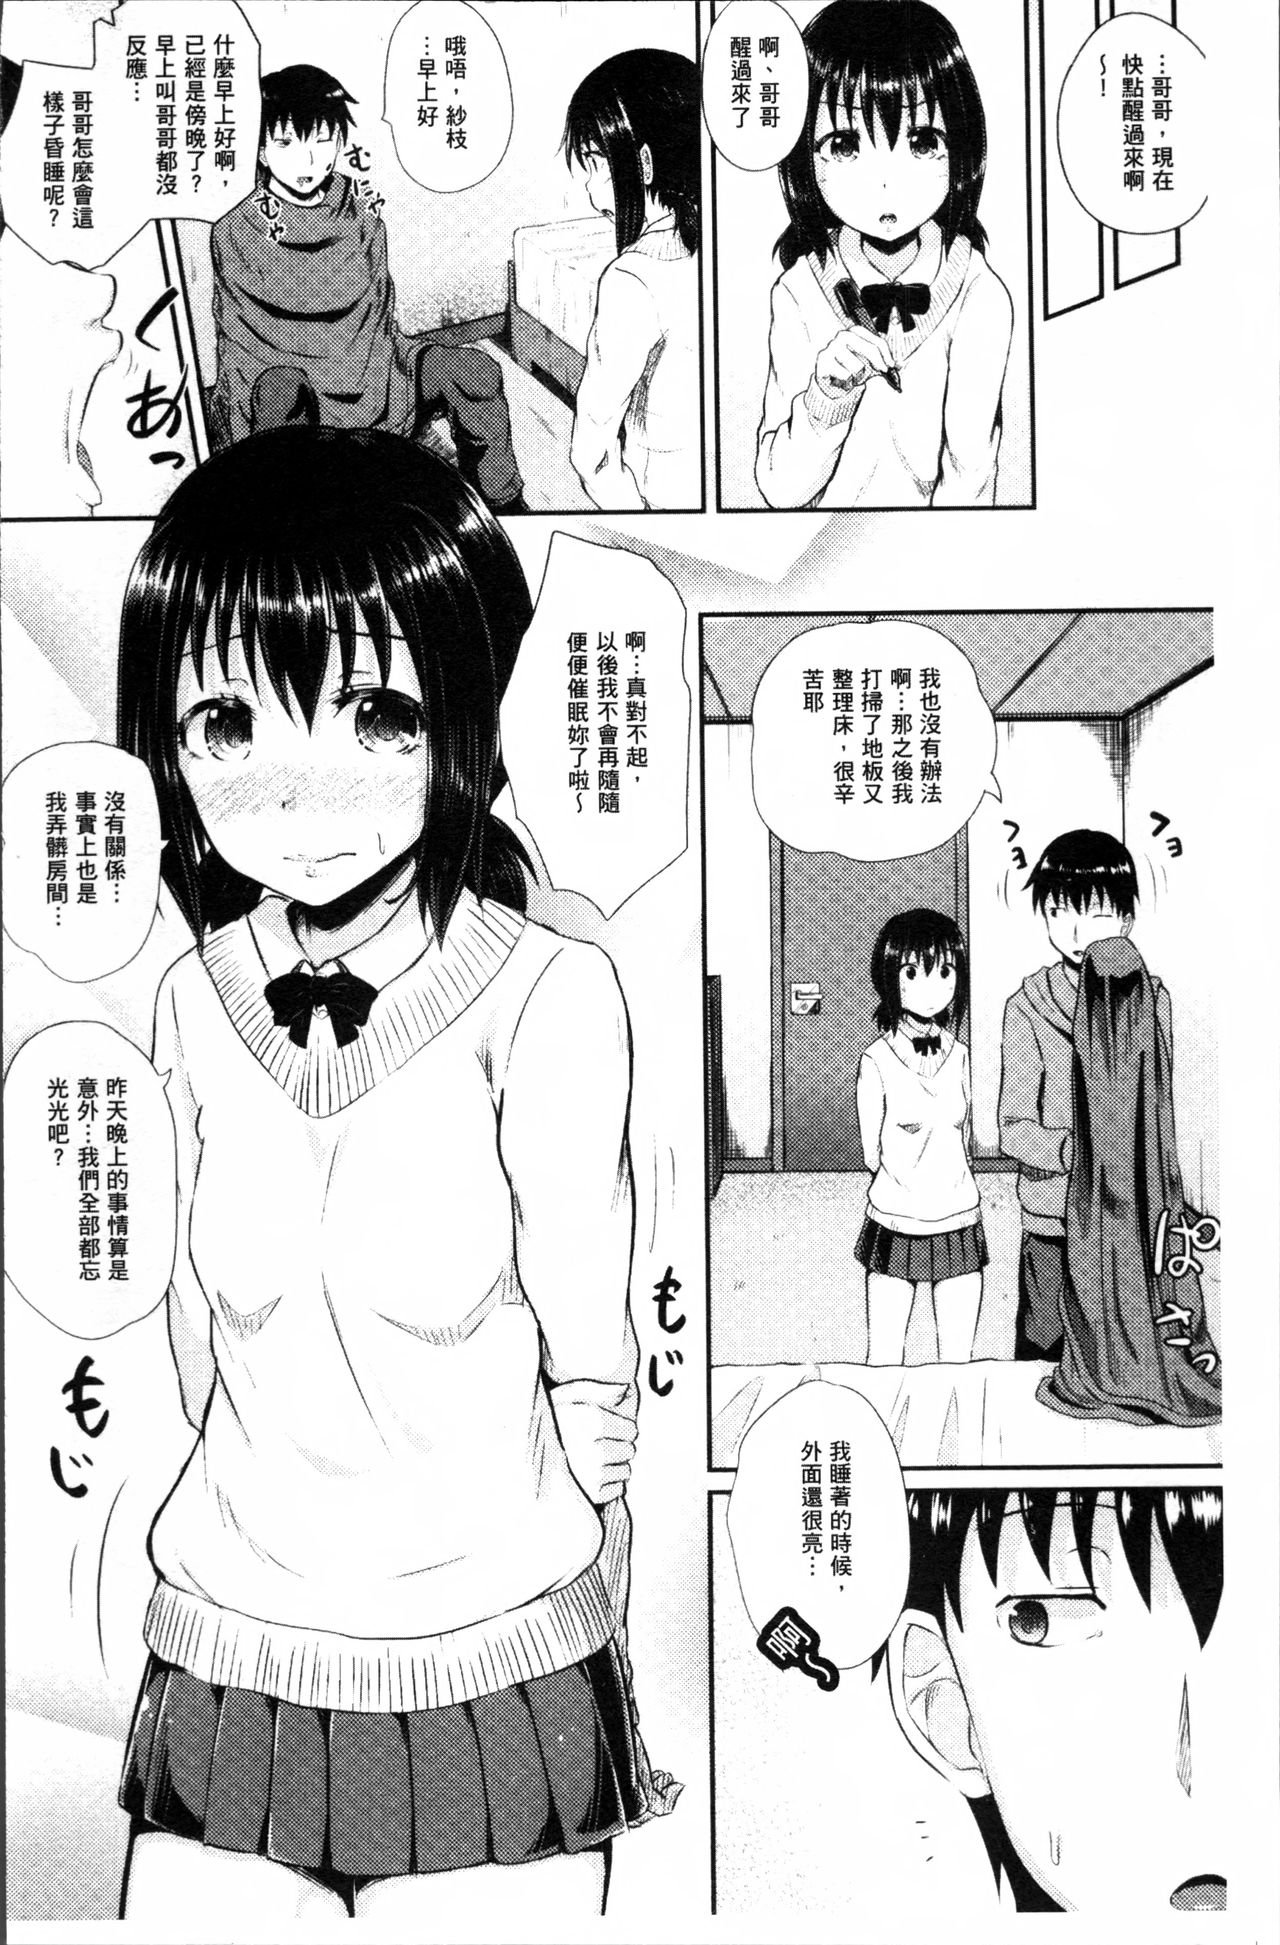 …哥哥，現在
快點醒過來啊
～！
啊、哥哥
醒過來了
哦唔，紗枝
…早上好
むにゃ
むにゃ
什麼早上好啊，
已經是傍晚了？
早上叫哥哥都沒
反應…
哥哥怎麼會這
樣子昏睡呢？
くあっ
我也沒有辦法
啊…那之後我
打掃了地板又
整理床，很辛
苦耶
ヨヨ
ぱさっ
我睡著的時候，
外面還很亮…
啊～
啊…真對不起，
以後我不會再隨隨
便便催眠妳了啦～
沒有關係…
事實上也是
我弄髒房間…
昨天晚上的事情算是
意外…我們全部都忘
光光吧？
もじ
もじ